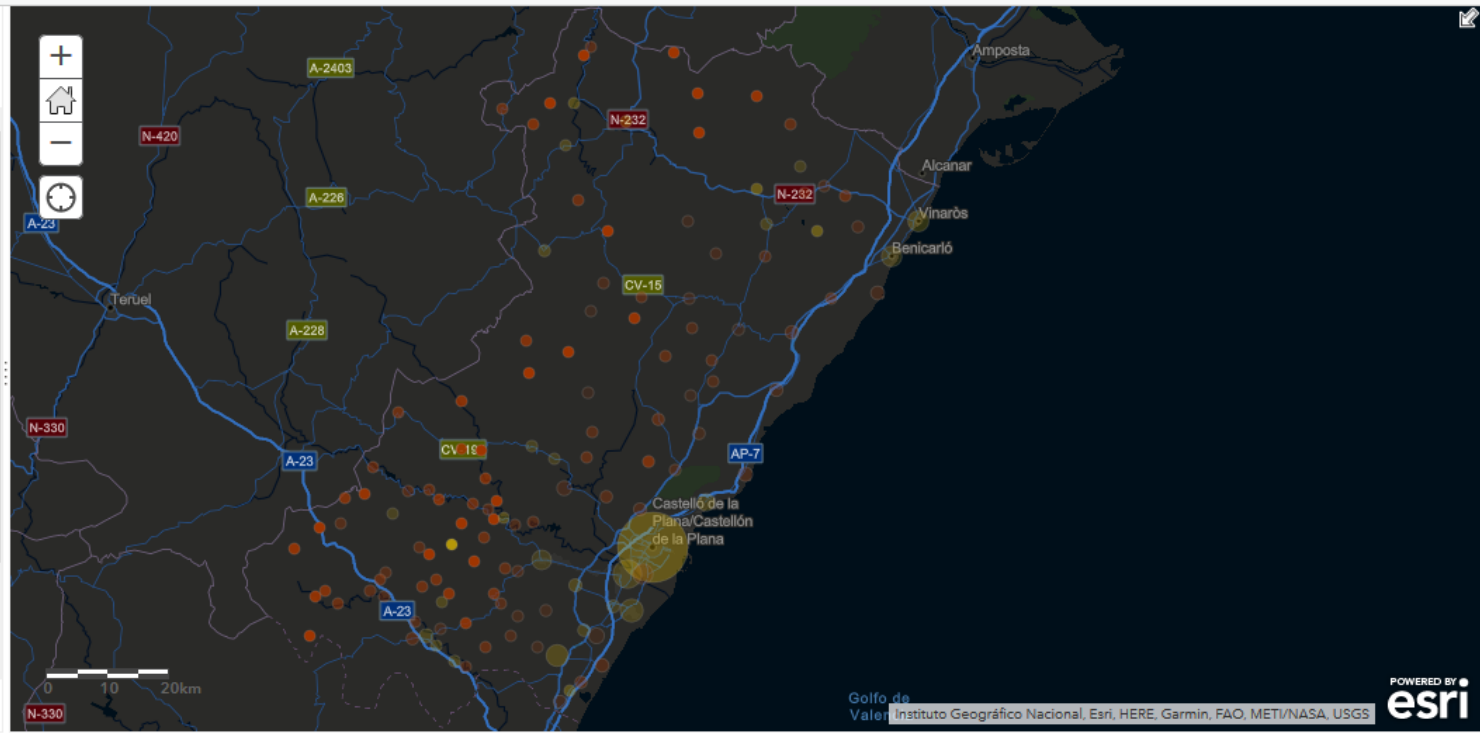 +
−
A-2403
Amposta
N-232
N-420
Alcanar
A-226
N-232
Vinaròs
A-23
Benicarló
CV-15
Teruel
A-228
N-330
CV-19
AP-7
A-23
Castelló de la
Plana/Castellón
de la Plana
A-23
0 10 20km
N-330
Golfo de
Instituto Geográfico Nacional, Esri, HERE, Garmin, FAO, METI/NASA, USGS
POWERED BY
esri